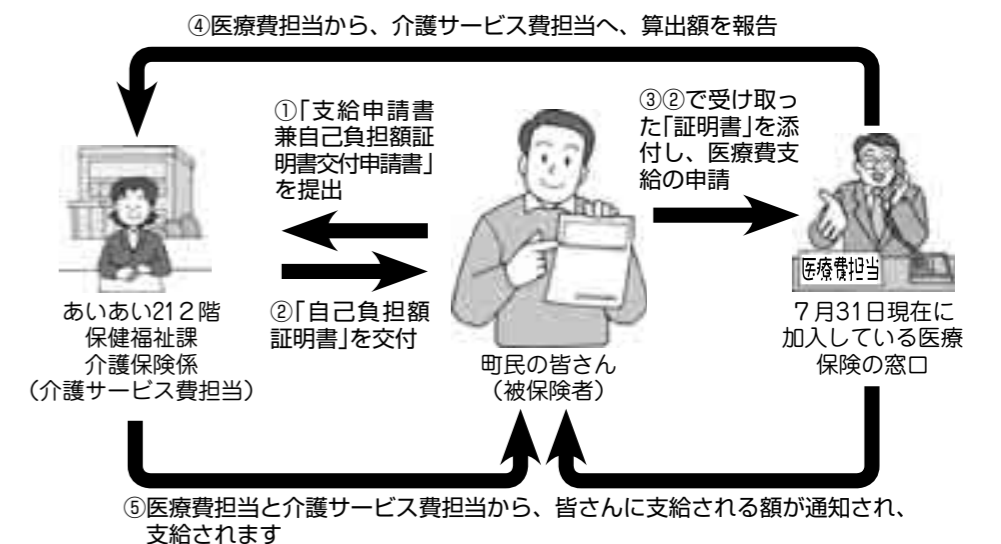 ④医療費担当から、介護サービス費担当へ、算出額を報告
①「支給申請書
兼自己負担額証
明書交付申請書」
を提出
③②で受け取っ
た「証明書」を添
付し、医療費支
給の申請
医療費担当
②「自己負担額
証明書」を交付
あいあい21２階
保健福祉課
介護保険係
（介護サービス費担当）
町民の皆さん
（被保険者）
７月31日現在に
加入している医療
保険の窓口
⑤医療費担当と介護サービス費担当から、皆さんに支給される額が通知され、
支給されます